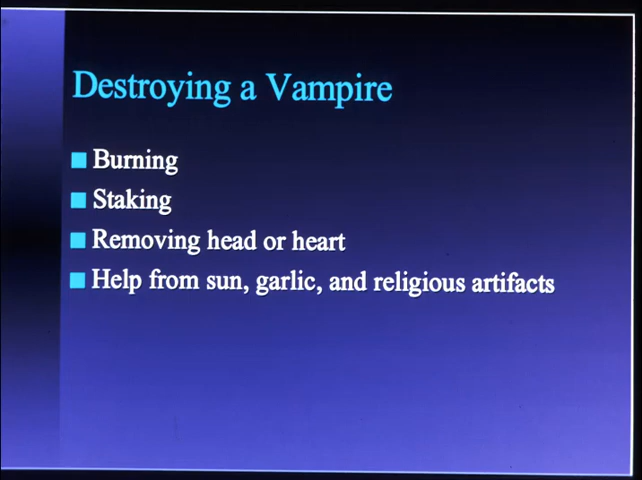 Destroying a Vampire
Burning
Staking
Removing head or heart
Help from sun, garlic, and religious artifacts